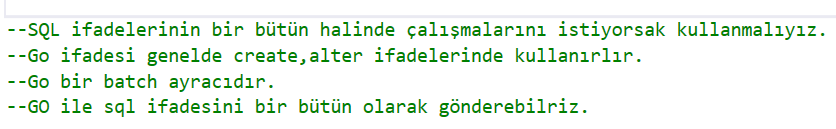 --SQL ifadelerinin bir bütün halinde çalışmalarını istiyorsak kullanmalıyız.
--Go ifadesi genelde create,alter ifadelerinde kullanırlır.
--Go bir batch ayracıdır.
--GO ile sql ifadesini bir bütün olarak gönderebilriz.